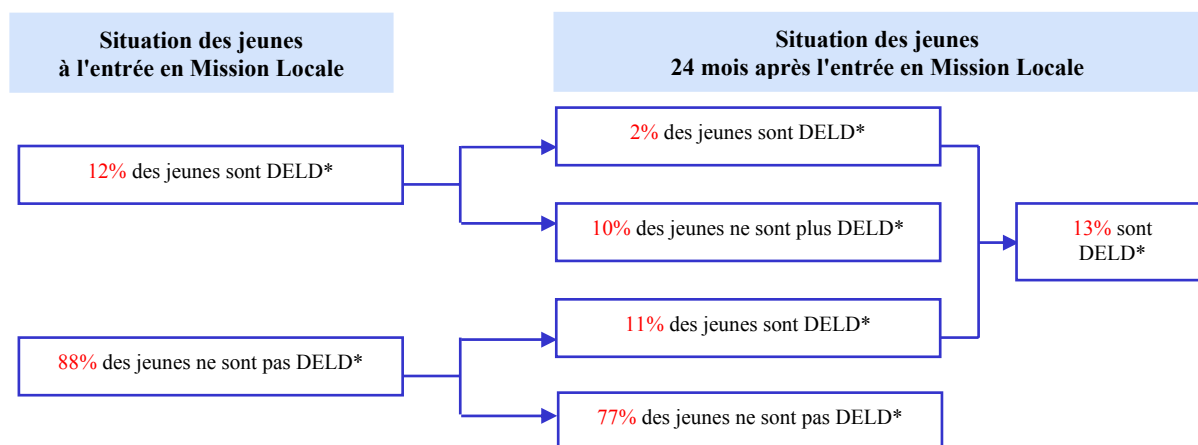 Situation des jeunes
à l'entrée en Mission Locale
Situation des jeunes
24 mois après l'entrée en Mission Locale
12% des jeunes sont DELD*
2% des jeunes sont DELD*
10% des jeunes ne sont plus DELD*
13% sont
DELD*
88% des jeunes ne sont pas DELD*
11% des jeunes sont DELD*
77% des jeunes ne sont pas DELD*